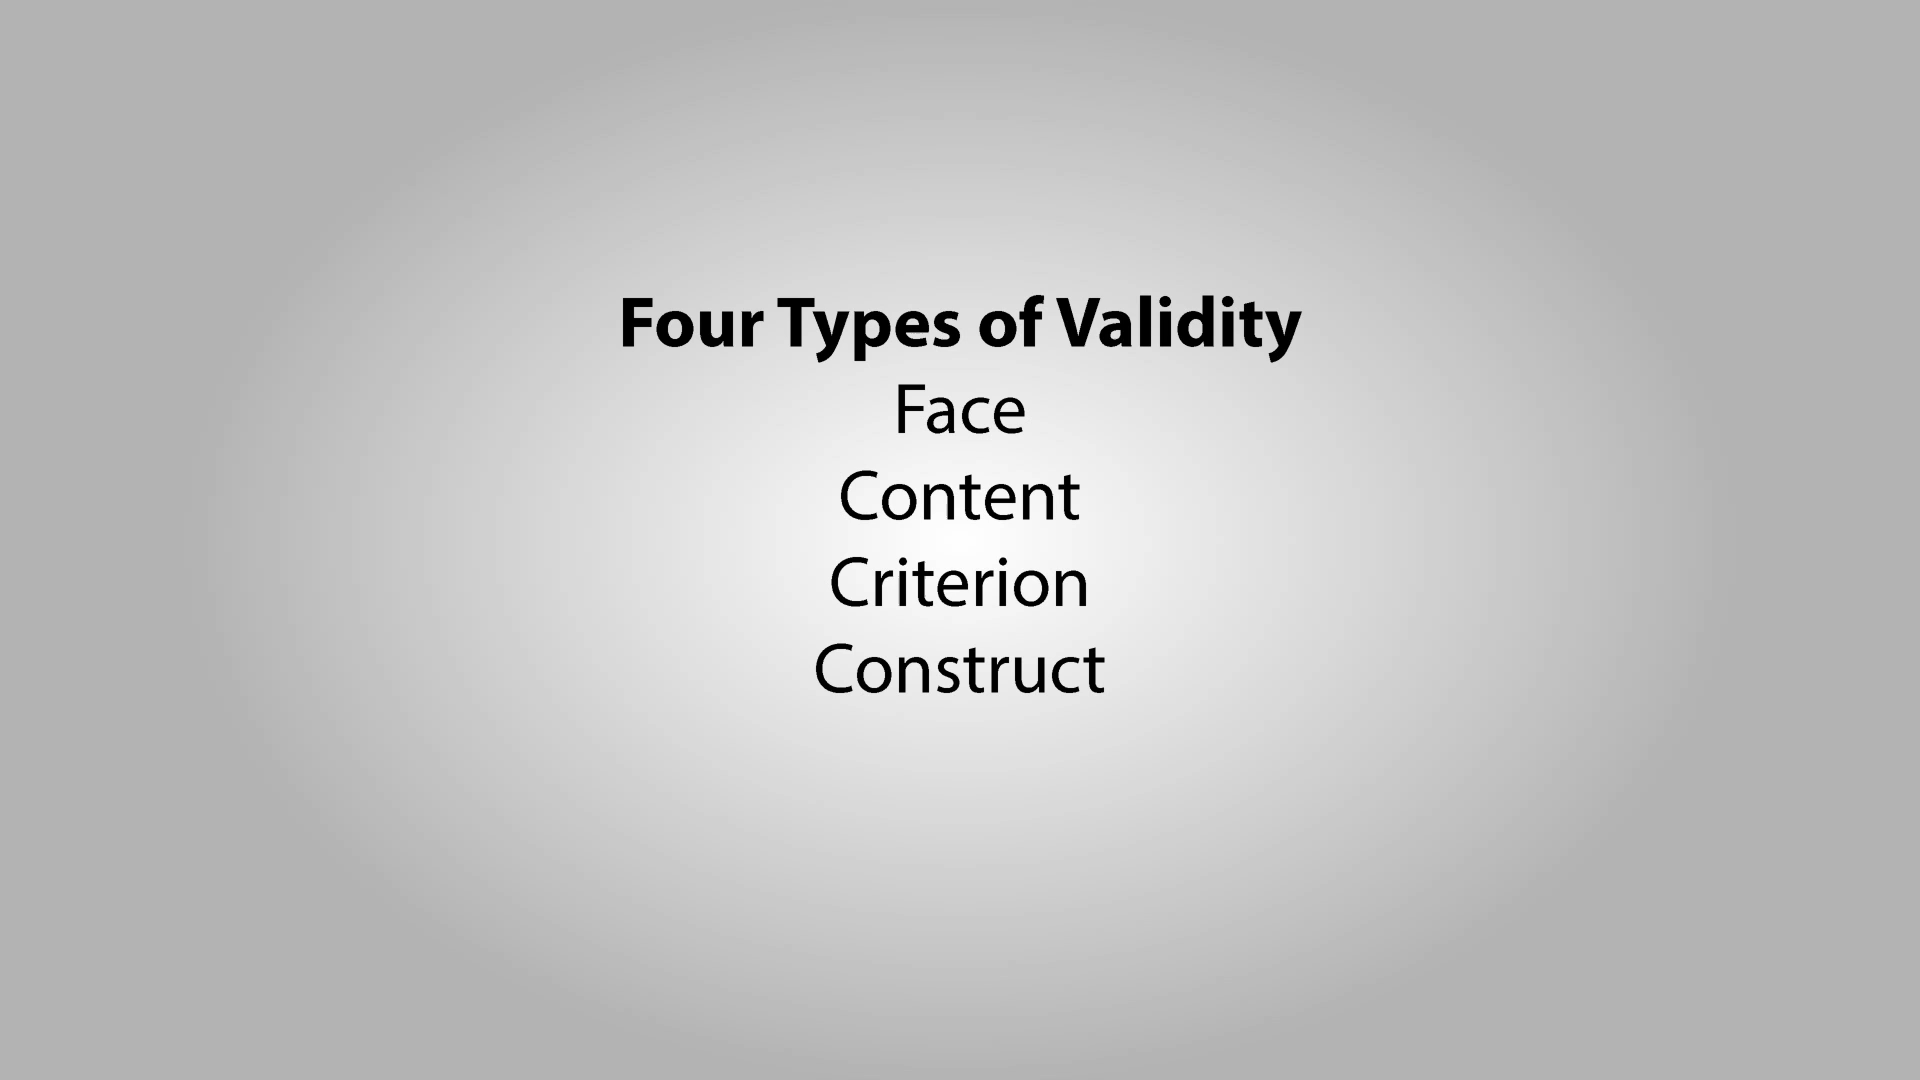 Four Types of Validity
Face
Content
Criterion
Construct